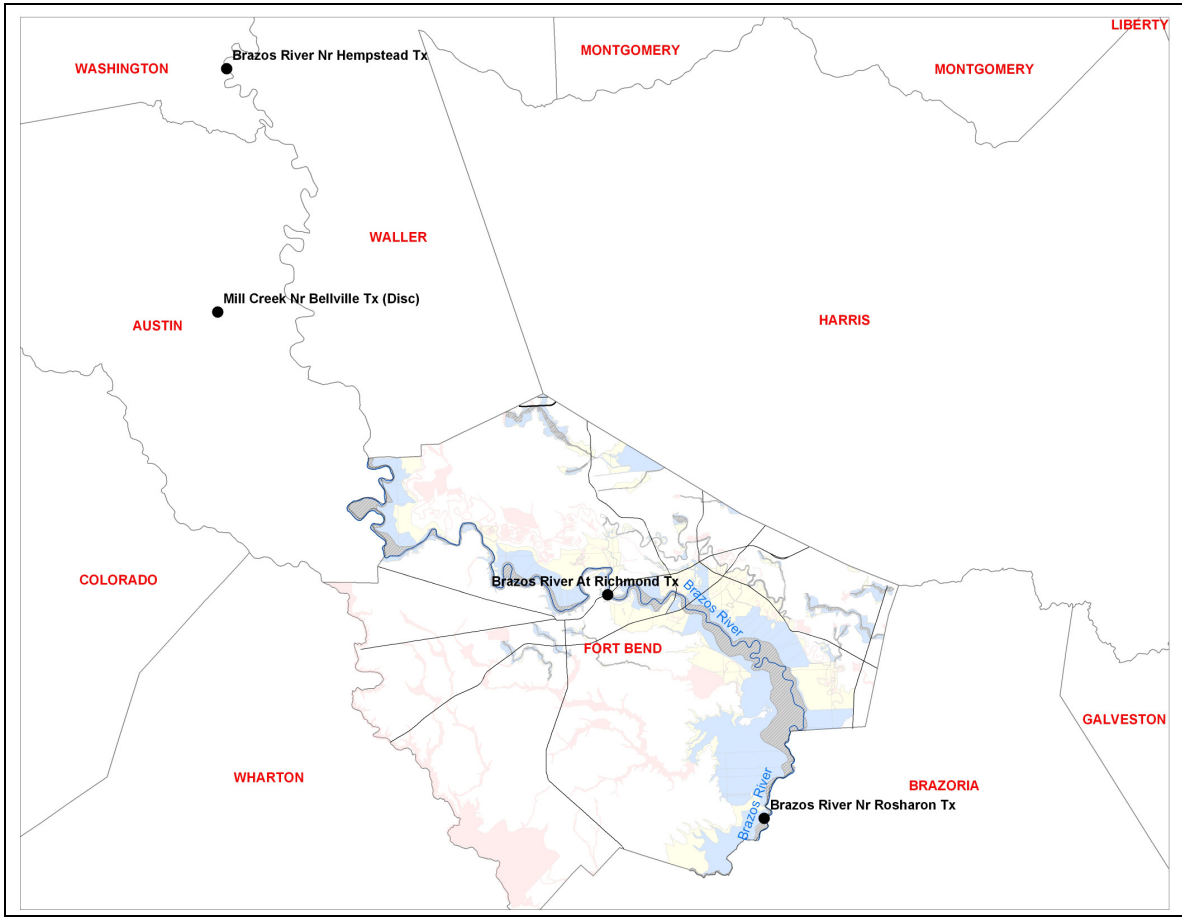 LIBERTY
MONTGOMERY
Brazos River Nr Hempstead Tx
WASHINGTON
MONTGOMERY
WALLER
Mill Creek Nr Bellville Tx (Disc)
HARRIS
AUSTIN
COLORADO
Brazos River At Richmond Tx
Brazos River
FORT BEND
GALVESTON
WHARTON
BRAZORIA
Brazos River
Brazos River Nr Rosharon Tx